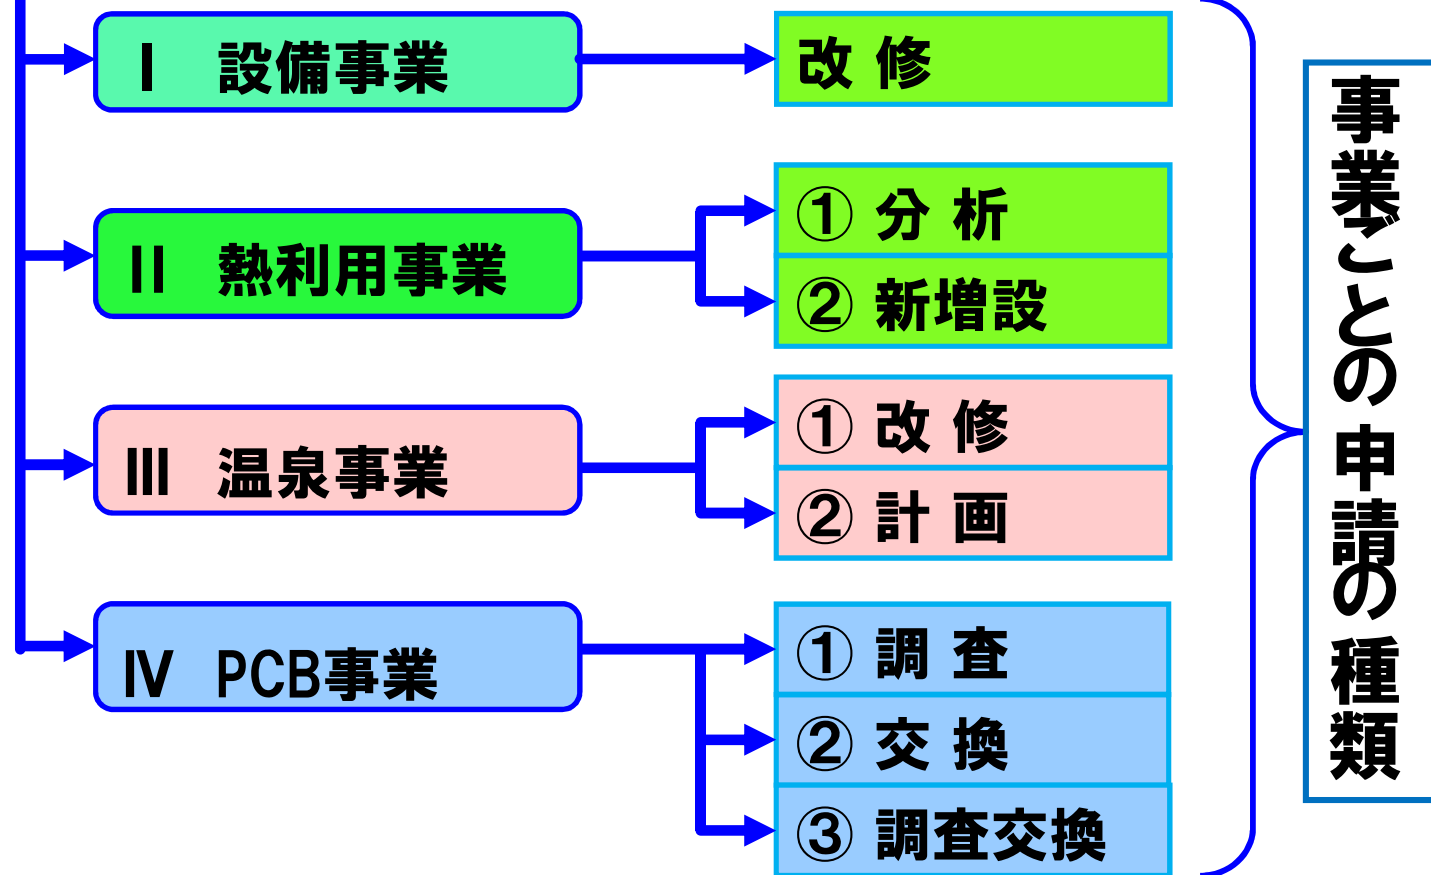 Ⅰ 設備事業
改 修
Ⅱ 熱利用事業
① 分 析
② 新増設
Ⅲ 温泉事業
① 改 修
② 計 画
Ⅳ PCB事業
① 調 査
② 交 換
③ 調査交換
事業ごとの申請の種類